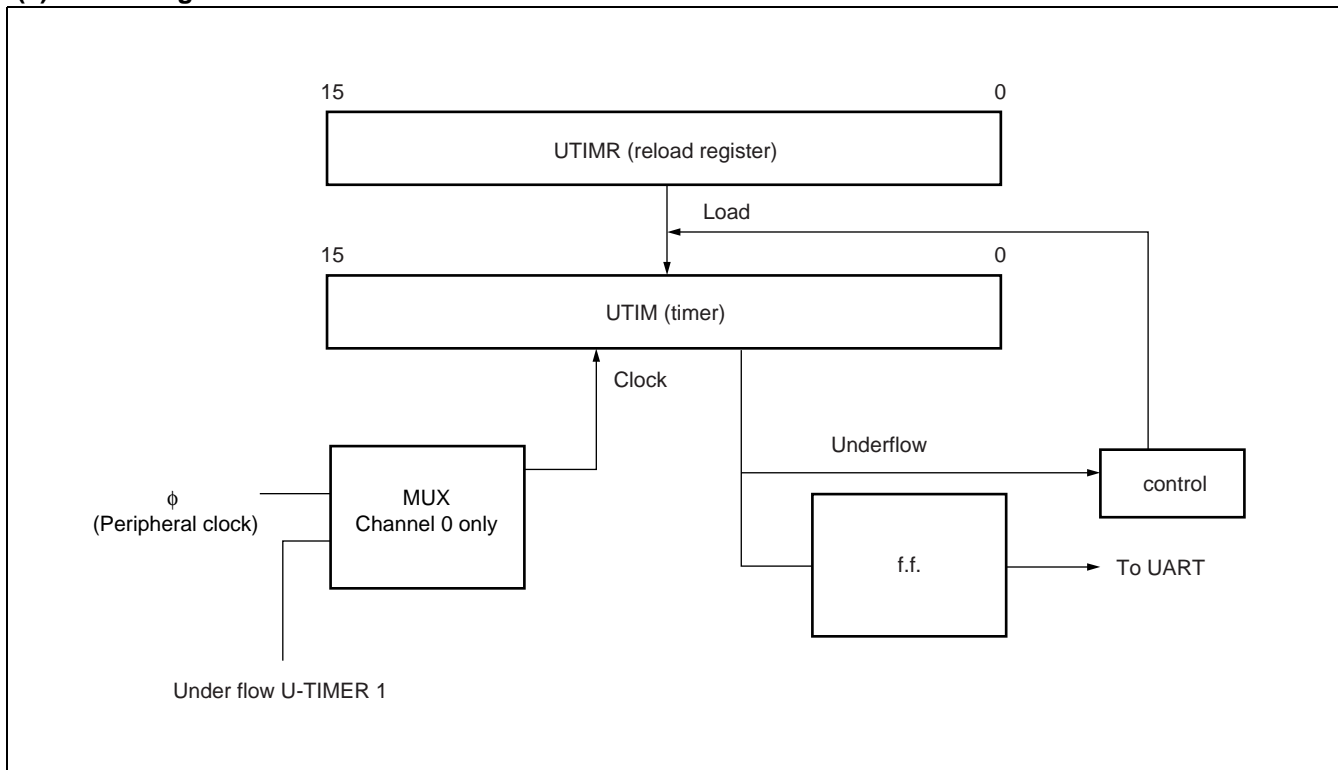 15 0
UTIMR (reload register)
Load
15 0
UTIM (timer)
Clock
Underflow
control
MUX
Channel 0 only
ϕ
(Peripheral clock)
f.f.
To UART
Under flow U-TIMER 1